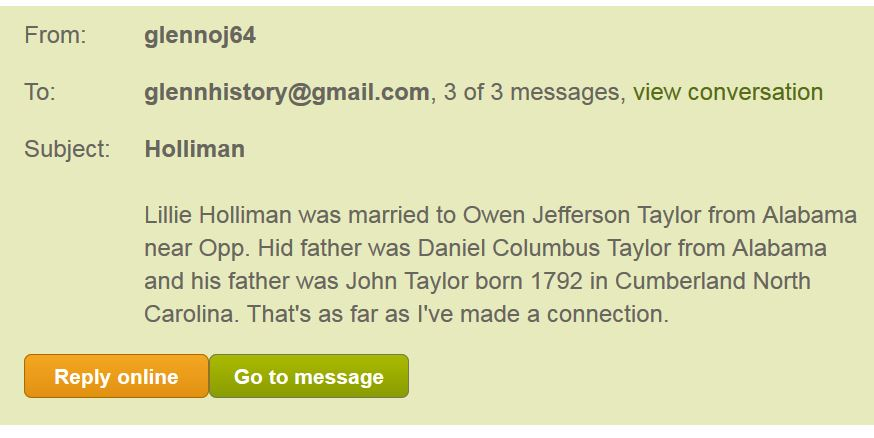 From: glennoj64
To: glennhistory@gmail.com, 3 of 3 messages, view conversation
Subject: Holliman
Lillie Holliman was married to Owen Jefferson Taylor from Alabama
near Opp. Hid father was Daniel Columbus Taylor from Alabama
and his father was John Taylor born 1792 in Cumberland North
Carolina. That's as far as I've made a connection.
Reply online Go to message